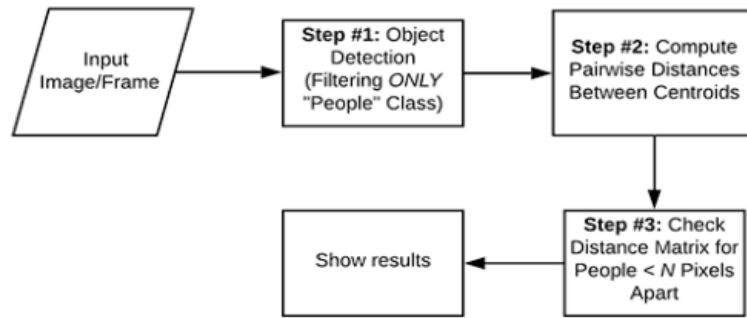 Input
Image/Frame
Step #1: Object
Detection
(Filtering ONLY
"People" Class)
Step #2: Compute
Pairwise Distances
Between Centroids
Step #3: Check
Distance Matrix for
People < N Pixels
Apart
Show results